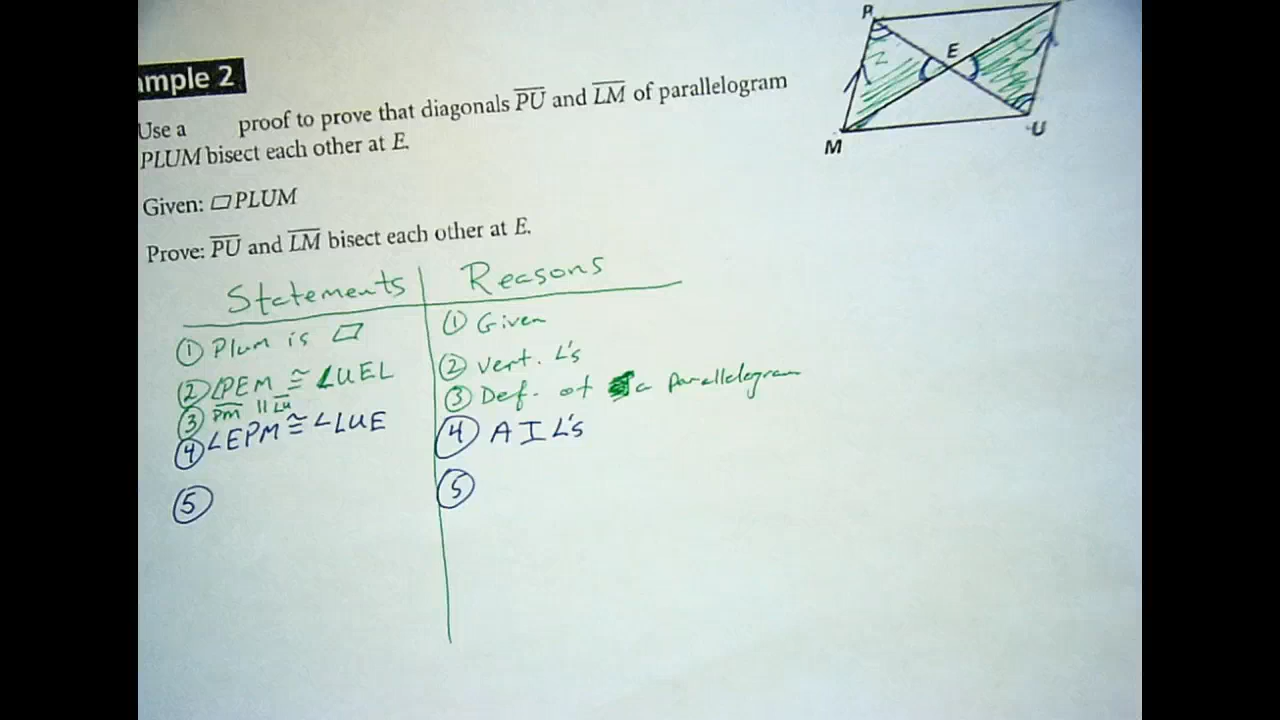 ample 2
Use a proof to prove that diagonals PU and LM of parallelogram
PLUM bisect each other at E.
Given: ▱PLUM
Prove: PU and LM bisect each other at E.
Statements Reasons
① Plum is ▱ ① Given
② ∠PEM ≅ ∠UEL ② Vert. ∠'s
③ PM || LU ③ Def. of a parallelogram
④ ∠EPM ≅ ∠LUE ④ A I ∠'s
⑤ ⑤
P
E
U
M